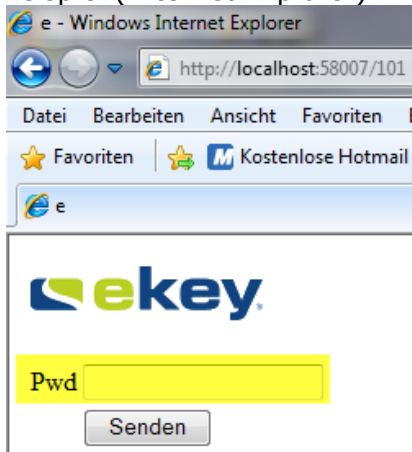 e - Windows Internet Explorer
http://localhost:58007/101
Datei Bearbeiten Ansicht Favoriten
Favoriten Kostenlose Hotmail
e
ekey
Pwd
Senden